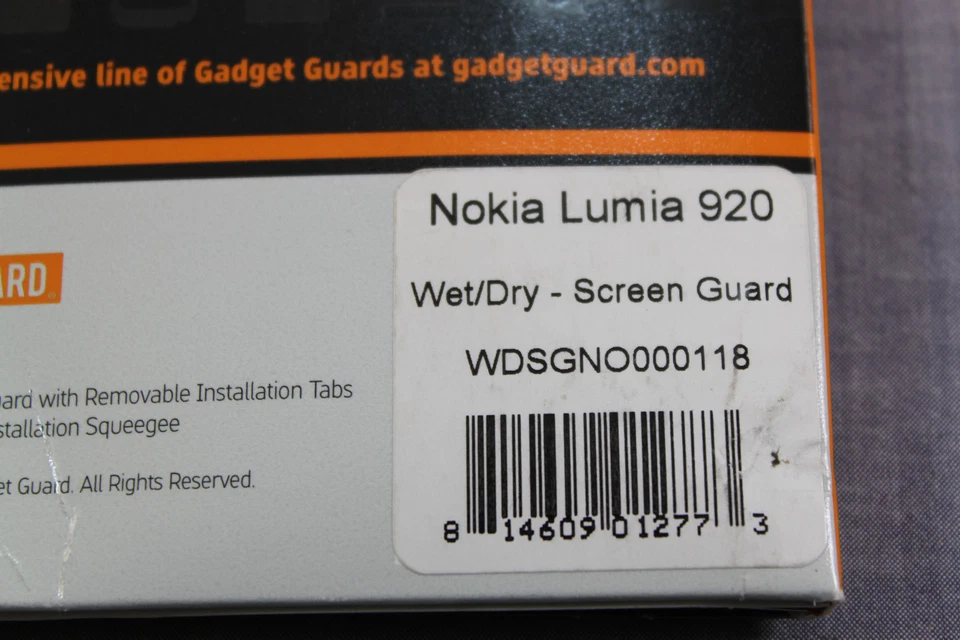 ensive line of Gadget Guards at gadgetguard.com
Nokia Lumia 920
Wet/Dry - Screen Guard
WDSGNO000118
8 14609 01277 3
ARD
uard with Removable Installation Tabs
stallation Squeegee
et Guard. All Rights Reserved.